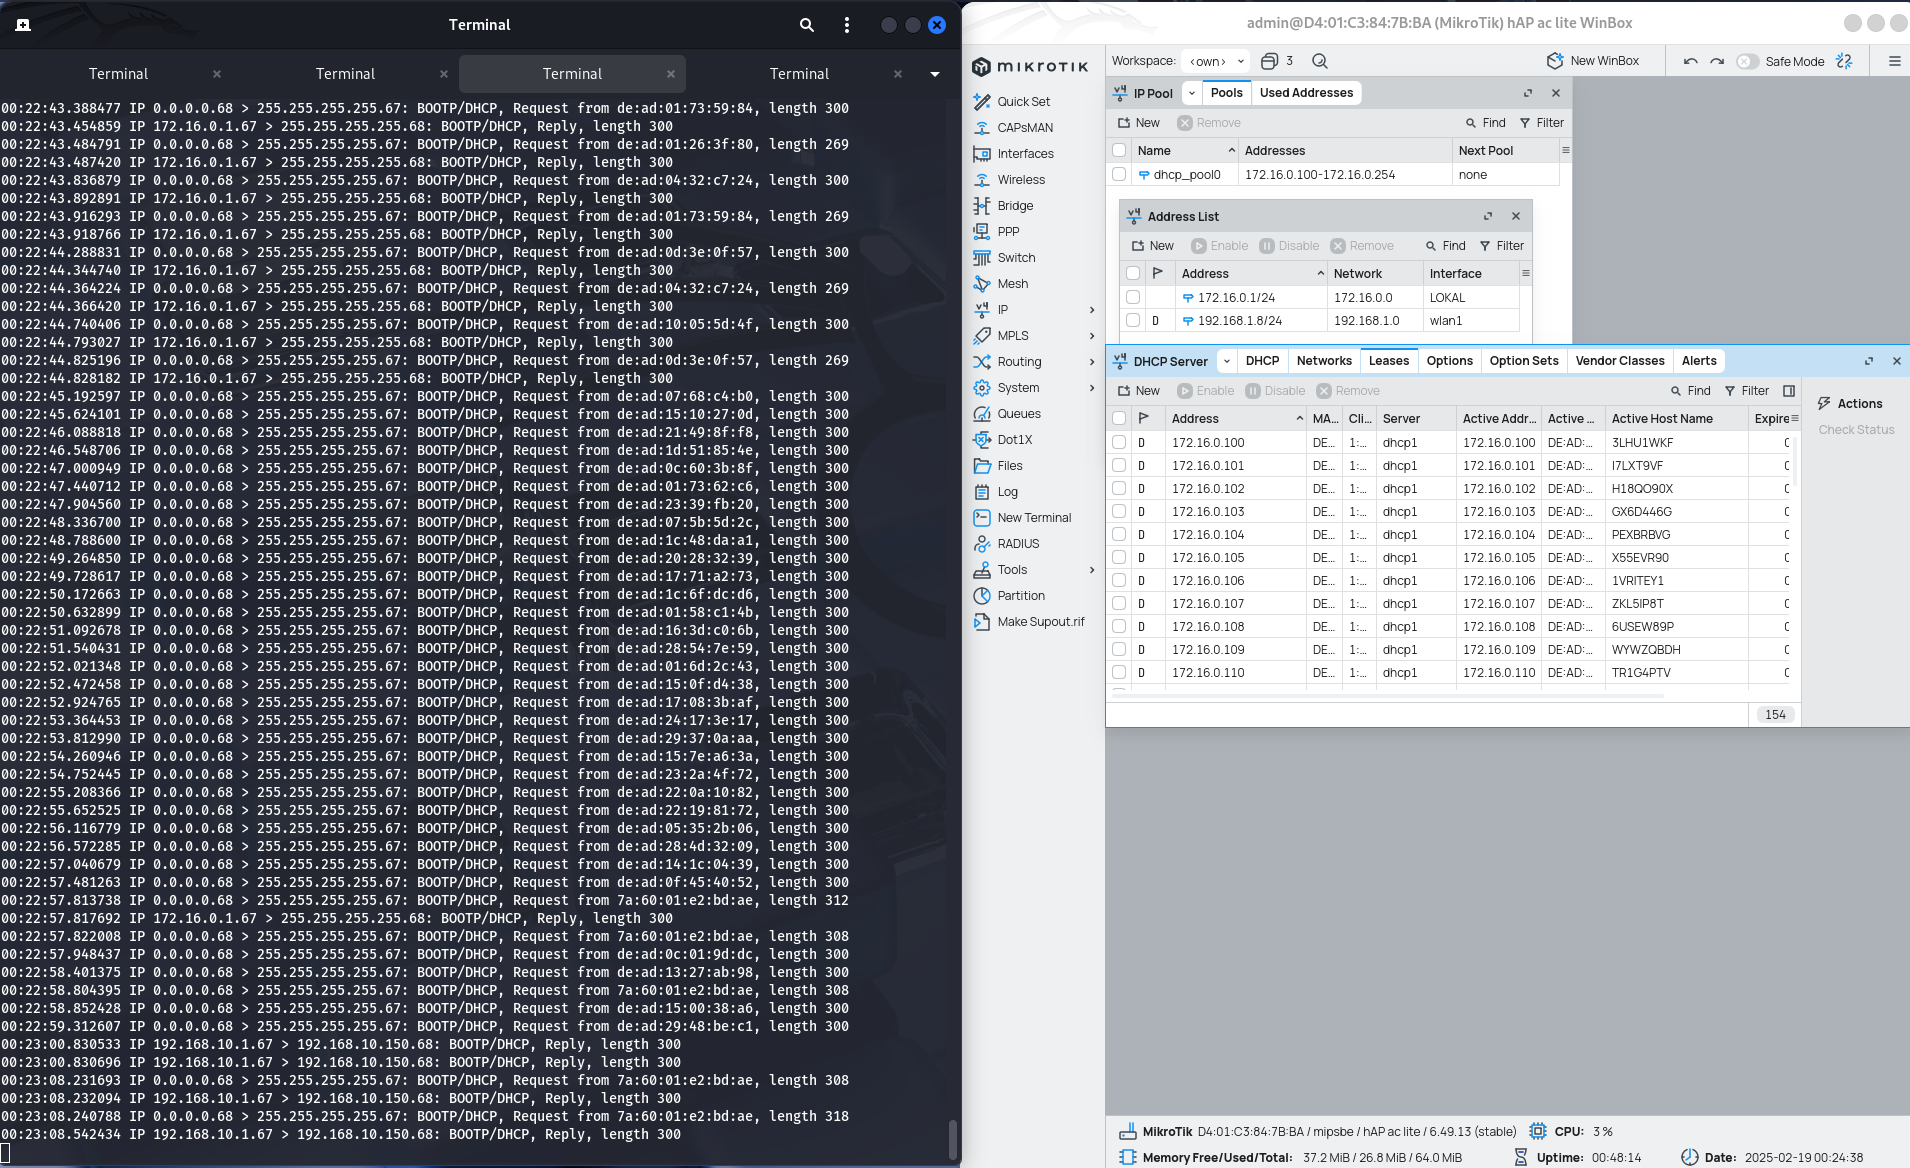 Terminal
Terminal
Terminal
Terminal
Terminal
00:22:43.388477 IP 0.0.0.0.68 > 255.255.255.255.67: BOOTP/DHCP, Request from de:ad:01:73:59:84, length 300
00:22:43.454859 IP 172.16.0.1.67 > 255.255.255.255.68: BOOTP/DHCP, Reply, length 300
00:22:43.484791 IP 0.0.0.0.68 > 255.255.255.255.67: BOOTP/DHCP, Request from de:ad:01:26:3f:80, length 269
00:22:43.487420 IP 172.16.0.1.67 > 255.255.255.255.68: BOOTP/DHCP, Reply, length 300
00:22:43.836879 IP 0.0.0.0.68 > 255.255.255.255.67: BOOTP/DHCP, Request from de:ad:04:32:c7:24, length 300
00:22:43.892891 IP 172.16.0.1.67 > 255.255.255.255.68: BOOTP/DHCP, Reply, length 300
00:22:43.916293 IP 0.0.0.0.68 > 255.255.255.255.67: BOOTP/DHCP, Request from de:ad:01:73:59:84, length 269
00:22:43.918766 IP 172.16.0.1.67 > 255.255.255.255.68: BOOTP/DHCP, Reply, length 300
00:22:44.288831 IP 0.0.0.0.68 > 255.255.255.255.67: BOOTP/DHCP, Request from de:ad:0d:3e:0f:57, length 300
00:22:44.344740 IP 172.16.0.1.67 > 255.255.255.255.68: BOOTP/DHCP, Reply, length 300
00:22:44.364224 IP 0.0.0.0.68 > 255.255.255.255.67: BOOTP/DHCP, Request from de:ad:04:32:c7:24, length 269
00:22:44.366420 IP 172.16.0.1.67 > 255.255.255.255.68: BOOTP/DHCP, Reply, length 300
00:22:44.740406 IP 0.0.0.0.68 > 255.255.255.255.67: BOOTP/DHCP, Request from de:ad:10:05:5d:4f, length 300
00:22:44.793027 IP 172.16.0.1.67 > 255.255.255.255.68: BOOTP/DHCP, Reply, length 300
00:22:44.825196 IP 0.0.0.0.68 > 255.255.255.255.67: BOOTP/DHCP, Request from de:ad:0d:3e:0f:57, length 269
00:22:44.828182 IP 172.16.0.1.67 > 255.255.255.255.68: BOOTP/DHCP, Reply, length 300
00:22:45.192597 IP 0.0.0.0.68 > 255.255.255.255.67: BOOTP/DHCP, Request from de:ad:07:68:c4:b0, length 300
00:22:45.624101 IP 0.0.0.0.68 > 255.255.255.255.67: BOOTP/DHCP, Request from de:ad:15:10:27:0d, length 300
00:22:46.088818 IP 0.0.0.0.68 > 255.255.255.255.67: BOOTP/DHCP, Request from de:ad:21:49:8f:f8, length 300
00:22:46.548706 IP 0.0.0.0.68 > 255.255.255.255.67: BOOTP/DHCP, Request from de:ad:1d:51:85:4e, length 300
00:22:47.000949 IP 0.0.0.0.68 > 255.255.255.255.67: BOOTP/DHCP, Request from de:ad:0c:60:3b:8f, length 300
00:22:47.440712 IP 0.0.0.0.68 > 255.255.255.255.67: BOOTP/DHCP, Request from de:ad:01:73:62:c6, length 300
00:22:47.904560 IP 0.0.0.0.68 > 255.255.255.255.67: BOOTP/DHCP, Request from de:ad:23:39:fb:20, length 300
00:22:48.336700 IP 0.0.0.0.68 > 255.255.255.255.67: BOOTP/DHCP, Request from de:ad:07:5b:5d:2c, length 300
00:22:48.788600 IP 0.0.0.0.68 > 255.255.255.255.67: BOOTP/DHCP, Request from de:ad:1c:48:da:a1, length 300
00:22:49.264850 IP 0.0.0.0.68 > 255.255.255.255.67: BOOTP/DHCP, Request from de:ad:20:28:32:39, length 300
00:22:49.728617 IP 0.0.0.0.68 > 255.255.255.255.67: BOOTP/DHCP, Request from de:ad:17:71:a2:73, length 300
00:22:50.172663 IP 0.0.0.0.68 > 255.255.255.255.67: BOOTP/DHCP, Request from de:ad:1c:6f:dc:d6, length 300
00:22:50.632899 IP 0.0.0.0.68 > 255.255.255.255.67: BOOTP/DHCP, Request from de:ad:01:58:c1:4b, length 300
00:22:51.092678 IP 0.0.0.0.68 > 255.255.255.255.67: BOOTP/DHCP, Request from de:ad:16:3d:c0:6b, length 300
00:22:51.540431 IP 0.0.0.0.68 > 255.255.255.255.67: BOOTP/DHCP, Request from de:ad:28:54:7e:59, length 300
00:22:52.021348 IP 0.0.0.0.68 > 255.255.255.255.67: BOOTP/DHCP, Request from de:ad:01:6d:2c:43, length 300
00:22:52.472458 IP 0.0.0.0.68 > 255.255.255.255.67: BOOTP/DHCP, Request from de:ad:15:0f:d4:38, length 300
00:22:52.924765 IP 0.0.0.0.68 > 255.255.255.255.67: BOOTP/DHCP, Request from de:ad:17:08:3b:af, length 300
00:22:53.364453 IP 0.0.0.0.68 > 255.255.255.255.67: BOOTP/DHCP, Request from de:ad:24:17:3e:17, length 300
00:22:53.812990 IP 0.0.0.0.68 > 255.255.255.255.67: BOOTP/DHCP, Request from de:ad:29:37:0a:aa, length 300
00:22:54.260946 IP 0.0.0.0.68 > 255.255.255.255.67: BOOTP/DHCP, Request from de:ad:15:7e:a6:3a, length 300
00:22:54.752445 IP 0.0.0.0.68 > 255.255.255.255.67: BOOTP/DHCP, Request from de:ad:23:2a:4f:72, length 300
00:22:55.208366 IP 0.0.0.0.68 > 255.255.255.255.67: BOOTP/DHCP, Request from de:ad:22:0a:10:82, length 300
00:22:55.652525 IP 0.0.0.0.68 > 255.255.255.255.67: BOOTP/DHCP, Request from de:ad:22:19:81:72, length 300
00:22:56.116779 IP 0.0.0.0.68 > 255.255.255.255.67: BOOTP/DHCP, Request from de:ad:05:35:2b:06, length 300
00:22:56.572285 IP 0.0.0.0.68 > 255.255.255.255.67: BOOTP/DHCP, Request from de:ad:28:4d:32:09, length 300
00:22:57.040679 IP 0.0.0.0.68 > 255.255.255.255.67: BOOTP/DHCP, Request from de:ad:14:1c:04:39, length 300
00:22:57.481263 IP 0.0.0.0.68 > 255.255.255.255.67: BOOTP/DHCP, Request from de:ad:0f:45:40:52, length 300
00:22:57.813738 IP 0.0.0.0.68 > 255.255.255.255.67: BOOTP/DHCP, Request from 7a:60:01:e2:bd:ae, length 312
00:22:57.817692 IP 172.16.0.1.67 > 255.255.255.255.68: BOOTP/DHCP, Reply, length 300
00:22:57.822008 IP 0.0.0.0.68 > 255.255.255.255.67: BOOTP/DHCP, Request from 7a:60:01:e2:bd:ae, length 308
00:22:57.948437 IP 0.0.0.0.68 > 255.255.255.255.67: BOOTP/DHCP, Request from de:ad:0c:01:9d:dc, length 300
00:22:58.401375 IP 0.0.0.0.68 > 255.255.255.255.67: BOOTP/DHCP, Request from de:ad:13:27:ab:98, length 300
00:22:58.804395 IP 0.0.0.0.68 > 255.255.255.255.67: BOOTP/DHCP, Request from 7a:60:01:e2:bd:ae, length 308
00:22:58.852428 IP 0.0.0.0.68 > 255.255.255.255.67: BOOTP/DHCP, Request from de:ad:15:00:38:a6, length 300
00:22:59.312607 IP 0.0.0.0.68 > 255.255.255.255.67: BOOTP/DHCP, Request from de:ad:29:48:be:c1, length 300
00:23:00.830533 IP 192.168.10.1.67 > 192.168.10.150.68: BOOTP/DHCP, Reply, length 300
00:23:00.830696 IP 192.168.10.1.67 > 192.168.10.150.68: BOOTP/DHCP, Reply, length 300
00:23:08.231693 IP 0.0.0.0.68 > 255.255.255.255.67: BOOTP/DHCP, Request from 7a:60:01:e2:bd:ae, length 308
00:23:08.232094 IP 192.168.10.1.67 > 192.168.10.150.68: BOOTP/DHCP, Reply, length 300
00:23:08.240788 IP 0.0.0.0.68 > 255.255.255.255.67: BOOTP/DHCP, Request from 7a:60:01:e2:bd:ae, length 318
00:23:08.542434 IP 192.168.10.1.67 > 192.168.10.150.68: BOOTP/DHCP, Reply, length 300
admin@D4:01:C3:84:7B:BA (MikroTik) hAP ac lite WinBox
MIKROTIK
Workspace: <own> 3 New WinBox Safe Mode
Quick Set
CAPsMAN
Interfaces
Wireless
Bridge
PPP
Switch
Mesh
IP
MPLS
Routing
System
Queues
Dot1X
Files
Log
New Terminal
RADIUS
Tools
Partition
Make Supout.rif
IP Pool Pools Used Addresses
New Remove Find Filter
Name Addresses Next Pool
dhcp_pool0 172.16.0.100-172.16.0.254 none
Address List
New Enable Disable Remove Find Filter
Address Network Interface
172.16.0.1/24 172.16.0.0 LOKAL
D 192.168.1.8/24 192.168.1.0 wlan1
DHCP Server DHCP Networks Leases Options Option Sets Vendor Classes Alerts
New Enable Disable Remove Find Filter
Actions
Check Status
Address MA... Cli... Server Active Addr... Active ... Active Host Name Expire
D 172.16.0.100 DE... 1:... dhcp1 172.16.0.100 DE:AD:... 3LHU1WKF
D 172.16.0.101 DE... 1:... dhcp1 172.16.0.101 DE:AD:... I7LXT9VF
D 172.16.0.102 DE... 1:... dhcp1 172.16.0.102 DE:AD:... H18QO90X
D 172.16.0.103 DE... 1:... dhcp1 172.16.0.103 DE:AD:... GX6D446G
D 172.16.0.104 DE... 1:... dhcp1 172.16.0.104 DE:AD:... PEXBRBVG
D 172.16.0.105 DE... 1:... dhcp1 172.16.0.105 DE:AD:... X55EVR90
D 172.16.0.106 DE... 1:... dhcp1 172.16.0.106 DE:AD:... 1VRITEY1
D 172.16.0.107 DE... 1:... dhcp1 172.16.0.107 DE:AD:... ZKL5IP8T
D 172.16.0.108 DE... 1:... dhcp1 172.16.0.108 DE:AD:... 6USEW89P
D 172.16.0.109 DE... 1:... dhcp1 172.16.0.109 DE:AD:... WYWZQBDH
D 172.16.0.110 DE... 1:... dhcp1 172.16.0.110 DE:AD:... TR1G4PTV
154
MikroTik D4:01:C3:84:7B:BA / mipsbe / hAP ac lite / 6.49.13 (stable) CPU: 3 %
Memory Free/Used/Total: 37.2 MiB / 26.8 MiB / 64.0 MiB Uptime: 00:48:14 Date: 2025-02-19 00:24:38